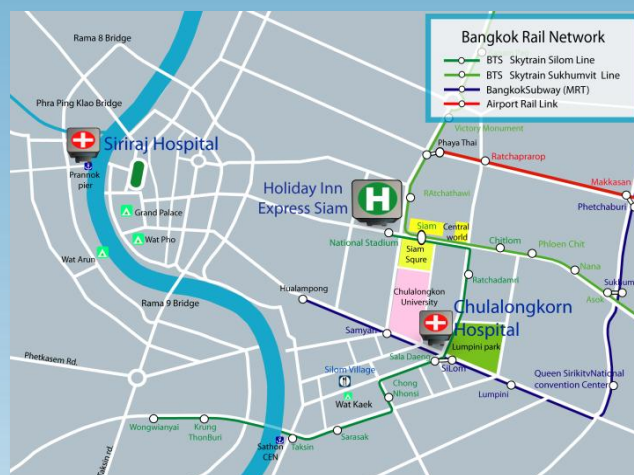 Bangkok Rail Network
BTS Skytrain Silom Line
BTS Skytrain Sukhumvit Line
BangkokSubway (MRT)
Airport Rail Link
Rama 8 Bridge
Phra Ping Klao Bridge
Victory Monument
Siriraj Hospital
Phaya Thai
Ratchaprarop
Prannok
pier
Holiday Inn
Express Siam
RAtchathawi
Makkasan
Phetchaburi
Grand Palace
Wat Pho
Wat Arun
National Stadium
Siam
Central
world
Siam
Squre
Chitlom
Phloen Chit
Nana
Asok
Sukhum
Ratchadamri
Hualampong
Chulalongkon
University
Rama 9 Bridge
Chulalongkorn
Hospital
Samyan
Lumpini park
Phetkasem Rd.
Sala Daeng
SiLom
Silom Village
Chong
Nhonsi
Wat Kaek
Lumpini
Queen SirikitvNational
convention Center
Wongwianyai
Krung
ThonBuri
Sathon
CEN
Taksin
Sarasak
Taksin rd.